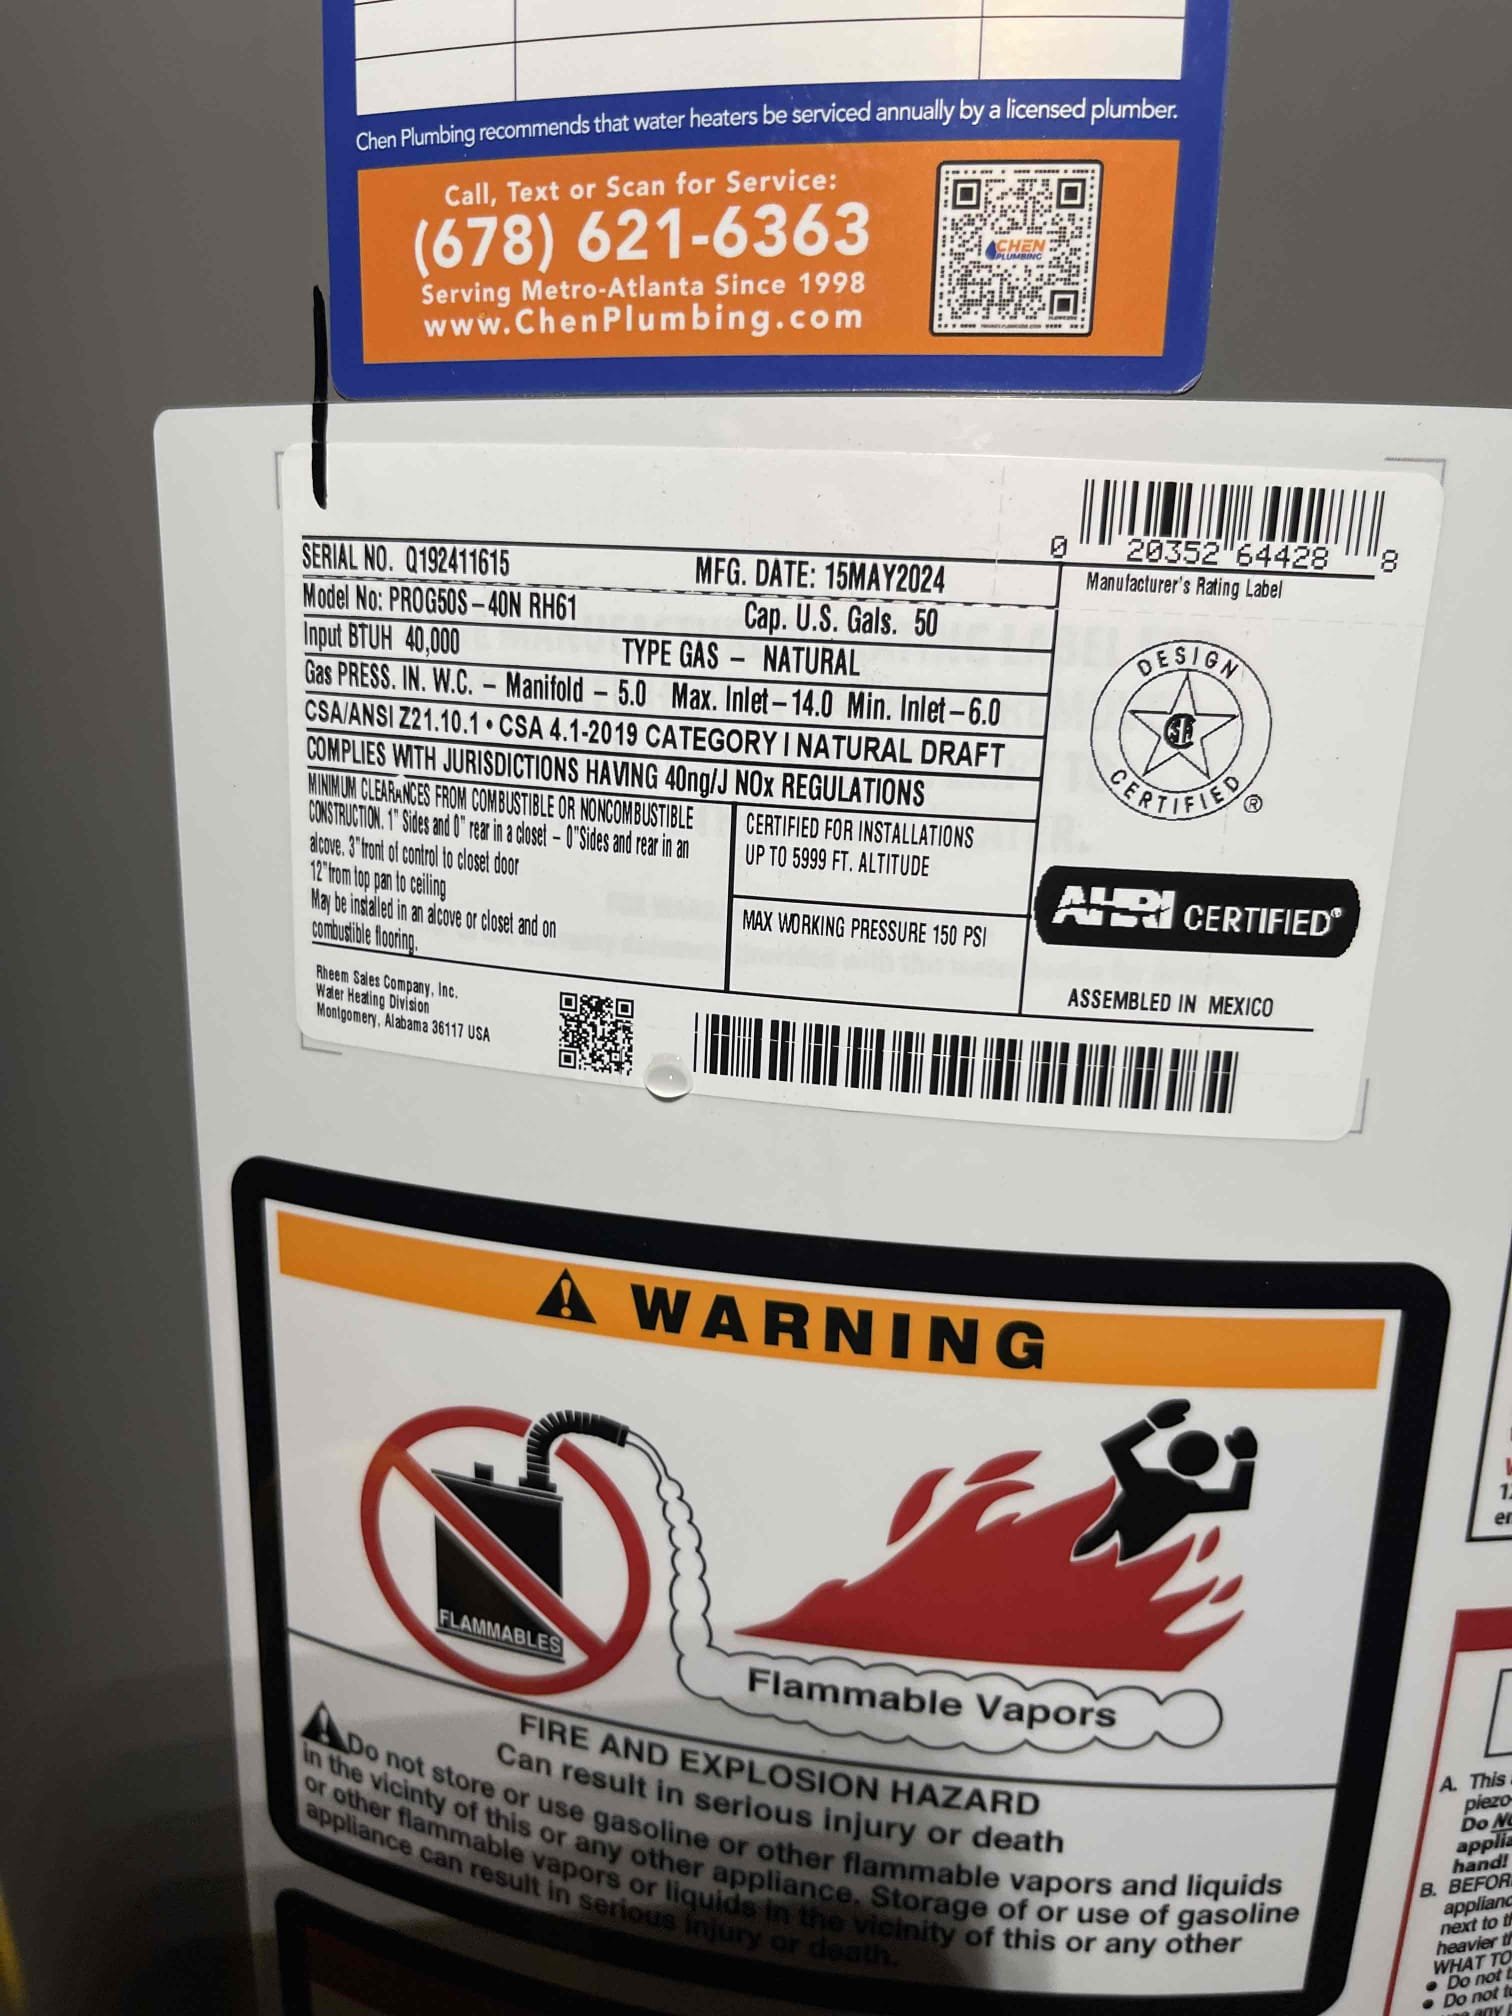 Chen Plumbing recommends that water heaters be serviced annually by a licensed plumber.
Call, Text or Scan for Service:
(678) 621-6363
Serving Metro-Atlanta Since 1998
www.ChenPlumbing.com
CHEN
PLUMBING
SERIAL NO. Q192411615
MFG. DATE: 15MAY2024
Model No: PROG50S-40N RH61
Cap. U.S. Gals. 50
Input BTUH 40,000
TYPE GAS - NATURAL
Gas PRESS. IN. W.C. - Manifold - 5.0 Max. Inlet-14.0 Min. Inlet-6.0
CSA/ANSI Z21.10.1 • CSA 4.1-2019 CATEGORY I NATURAL DRAFT
COMPLIES WITH JURISDICTIONS HAVING 40ng/J NOx REGULATIONS
MINIMUM CLEARANCES FROM COMBUSTIBLE OR NONCOMBUSTIBLE
CONSTRUCTION. 1" Sides and 0" rear in a closet - 0"Sides and rear in an
alcove. 3"front of control to closet door
12"from top pan to ceiling
May be installed in an alcove or closet and on
combustible flooring.
CERTIFIED FOR INSTALLATIONS
UP TO 5999 FT. ALTITUDE
MAX WORKING PRESSURE 150 PSI
Rheem Sales Company, Inc.
Water Heating Division
Montgomery, Alabama 36117 USA
0 20352 64428 8
Manufacturer's Rating Label
DESIGN
CERTIFIED ®
AHRI CERTIFIED®
ASSEMBLED IN MEXICO
WARNING
FLAMMABLES
Flammable Vapors
FIRE AND EXPLOSION HAZARD
Can result in serious injury or death
Do not store or use gasoline or other flammable vapors and liquids
in the vicinty of this or any other appliance. Storage of or use of gasoline
or other flammable vapors or liquids in the vicinity of this or any other
appliance can result in serious injury or death.
A. This
Do
hand!
B.
next to
WHAT TO
• Do not
• Do not